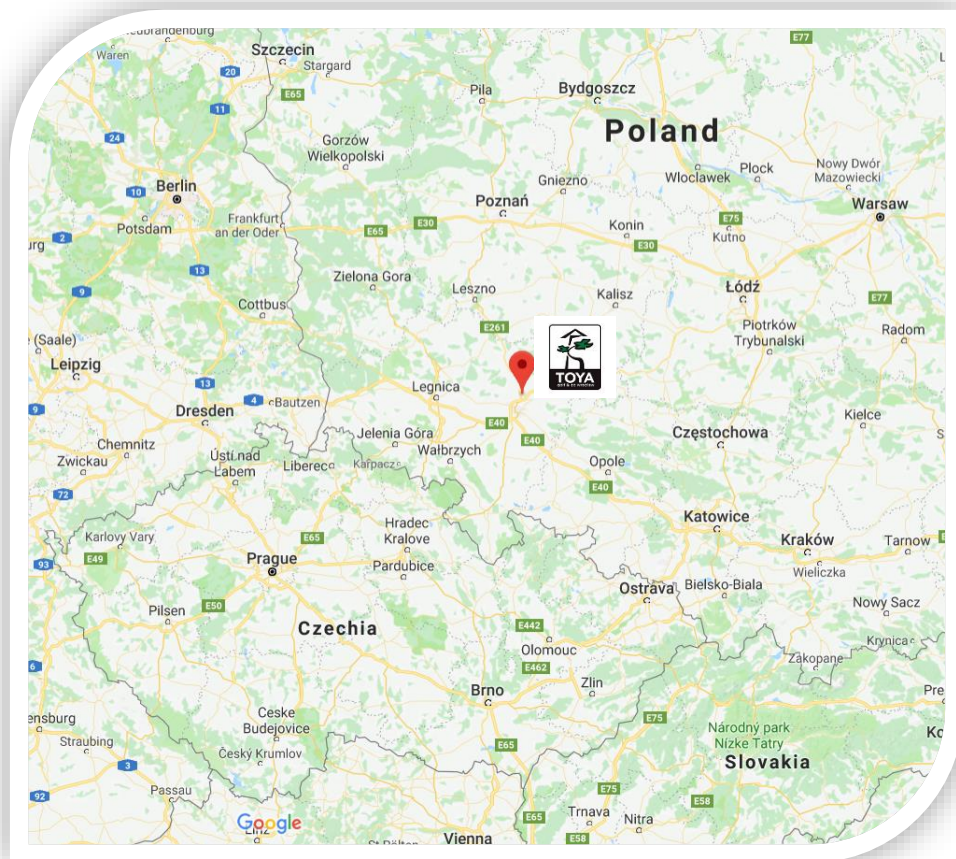 Neubrandenburg
Waren
Szczecin
Stargard
E77
20
E65
11
24
Pila
Bydgoszcz
Poland
Gorzów
Wielkopolski
Gniezno
Wloclawek
Plock
Nowy Dwór
Mazowiecki
Berlin
10
Potsdam
Frankfurt
an der Oder
Poznań
E65
E30
Konin
E75
Kutno
Warsaw
2
E30
13
Zielona Gora
Leszno
Kalisz
Łódź
9
E77
Cottbus
E261
Piotrków
Trybunalski
Radom
(Saale)
Leipzig
TOYA
13
Legnica
9
Dresden
4
Bautzen
E40
Kielce
Chemnitz
Zwickau
Jelenia Góra
Wałbrzych
E40
Częstochowa
Ústí nad
Labem
Liberec
Karpacz
Opole
72
E40
Hradec
Kralove
Katowice
Karlovy Vary
E65
Kraków
Tarnow
93
E49
Prague
Pardubice
Wieliczka
Ostrava
Bielsko-Biala
Pilsen
E50
Nowy Sacz
Czechia
E442
Olomouc
Krynica
Zakopane
6
E462
Brno
Zlin
Ceske
Budejovice
E75
Národný park
Nízke Tatry
Straubing
Český Krumlov
E65
Slovakia
3
92
Passau
E75
E58
Google
Linz
Trnava
Nitra
E65
Vienna
E58